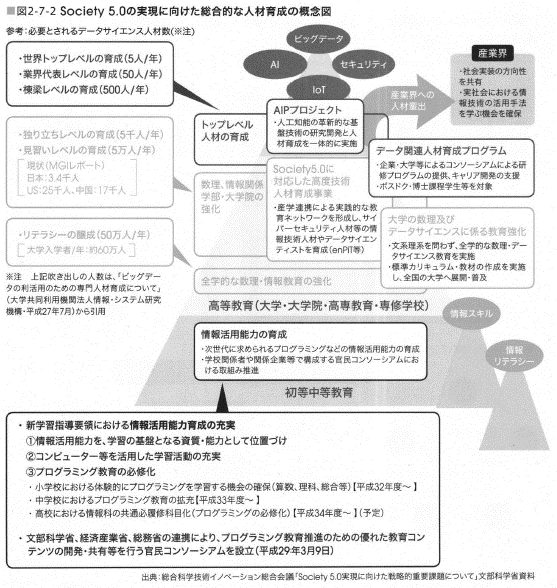 ■図2-7-2 Society 5.0の実現に向けた総合的な人材育成の概念図
参考:必要とされるデータサイエンス人材数(※注)
・世界トップレベルの育成(5人/年)
・業界代表レベルの育成(50人/年)
・棟梁レベルの育成(500人/年)
・独り立ちレベルの育成(5千人/年)
・見習いレベルの育成(5万人/年)
現状(MGIレポート)
日本:3.4千人
US:25千人、中国:17千人
・リテラシーの醸成(50万人/年)
大学入学者/年:約60万人
※注 上記吹き出しの人数は、「ビッグデー
タの利活用のための専門人材育成について」
(大学共同利用機関法人情報・システム研究
機構・平成27年7月)から引用
ビッグデータ
AI
セキュリティ
IoT
産業界への
人材輩出
産業界
・社会実装の方向性
を共有
・実社会における情
報技術の活用手法
を学ぶ機会を確保
トップレベル
人材の育成
AIPプロジェクト
・人工知能の革新的な基
盤技術の研究開発と人
材育成を一体的に実施
データ関連人材育成プログラム
・企業・大学等によるコンソーシアムによる研
修プログラムの提供、キャリア開発の支援
・ポスドク・博士課程学生等を対象
数理、情報関係
学部・大学院の
強化
Society5.0に
対応した高度技術
人材育成事業
・産学連携による実践的な教
育ネットワークを形成し、サイ
バーセキュリティ人材等の情
報技術人材やデータサイエン
ティストを育成(enPiT等)
大学の数理及び
データサイエンスに係る教育強化
・文系理系を問わず、全学的な数理・デー
タサイエンス教育を実施
・標準カリキュラム・教材の作成を実施
し、全国の大学へ展開・普及
全学的な数理・情報教育の強化
高等教育(大学・大学院・高専教育・専修学校)
情報活用能力の育成
・次世代に求められるプログラミングなどの情報活用能力の育成
・学校関係者や関係企業等で構成する官民コンソーシアムにお
ける取組み推進
初等中等教育
情報スキル
情報
リテラシー
・新学習指導要領における情報活用能力育成の充実
①情報活用能力を、学習の基盤となる資質・能力として位置づけ
②コンピューター等を活用した学習活動の充実
③プログラミング教育の必修化
・小学校における体験的にプログラミングを学習する機会の確保(算数、理科、総合等)【平成32年度〜】
・中学校におけるプログラミング教育の拡充【平成33年度〜】
・高校における情報科の共通必履修科目化(プログラミングの必修化)【平成34年度〜】(予定)
・文部科学省、経済産業省、総務省の連携により、プログラミング教育推進のための優れた教育コン
テンツの開発・共有等を行う官民コンソーシアムを設立(平成29年3月9日)
出典:総合科学技術イノベーション総合会議「Society 5.0実現に向けた戦略的重要課題について」文部科学省資料